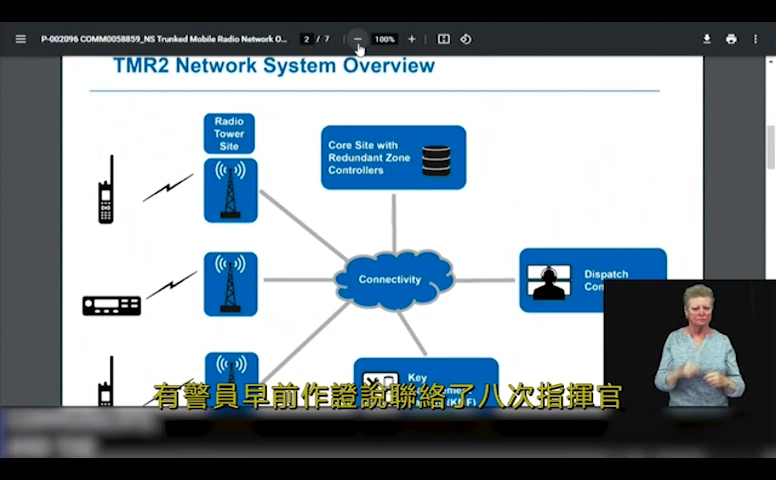 P-002096 COMM0058859_NS Trunked Mobile Radio Network O...
2 / 7
100%
TMR2 Network System Overview
Radio
Tower
Site
Core Site with
Redundant Zone
Controllers
Connectivity
Dispatch
Key
有警員早前作證說聯絡了八次指揮官